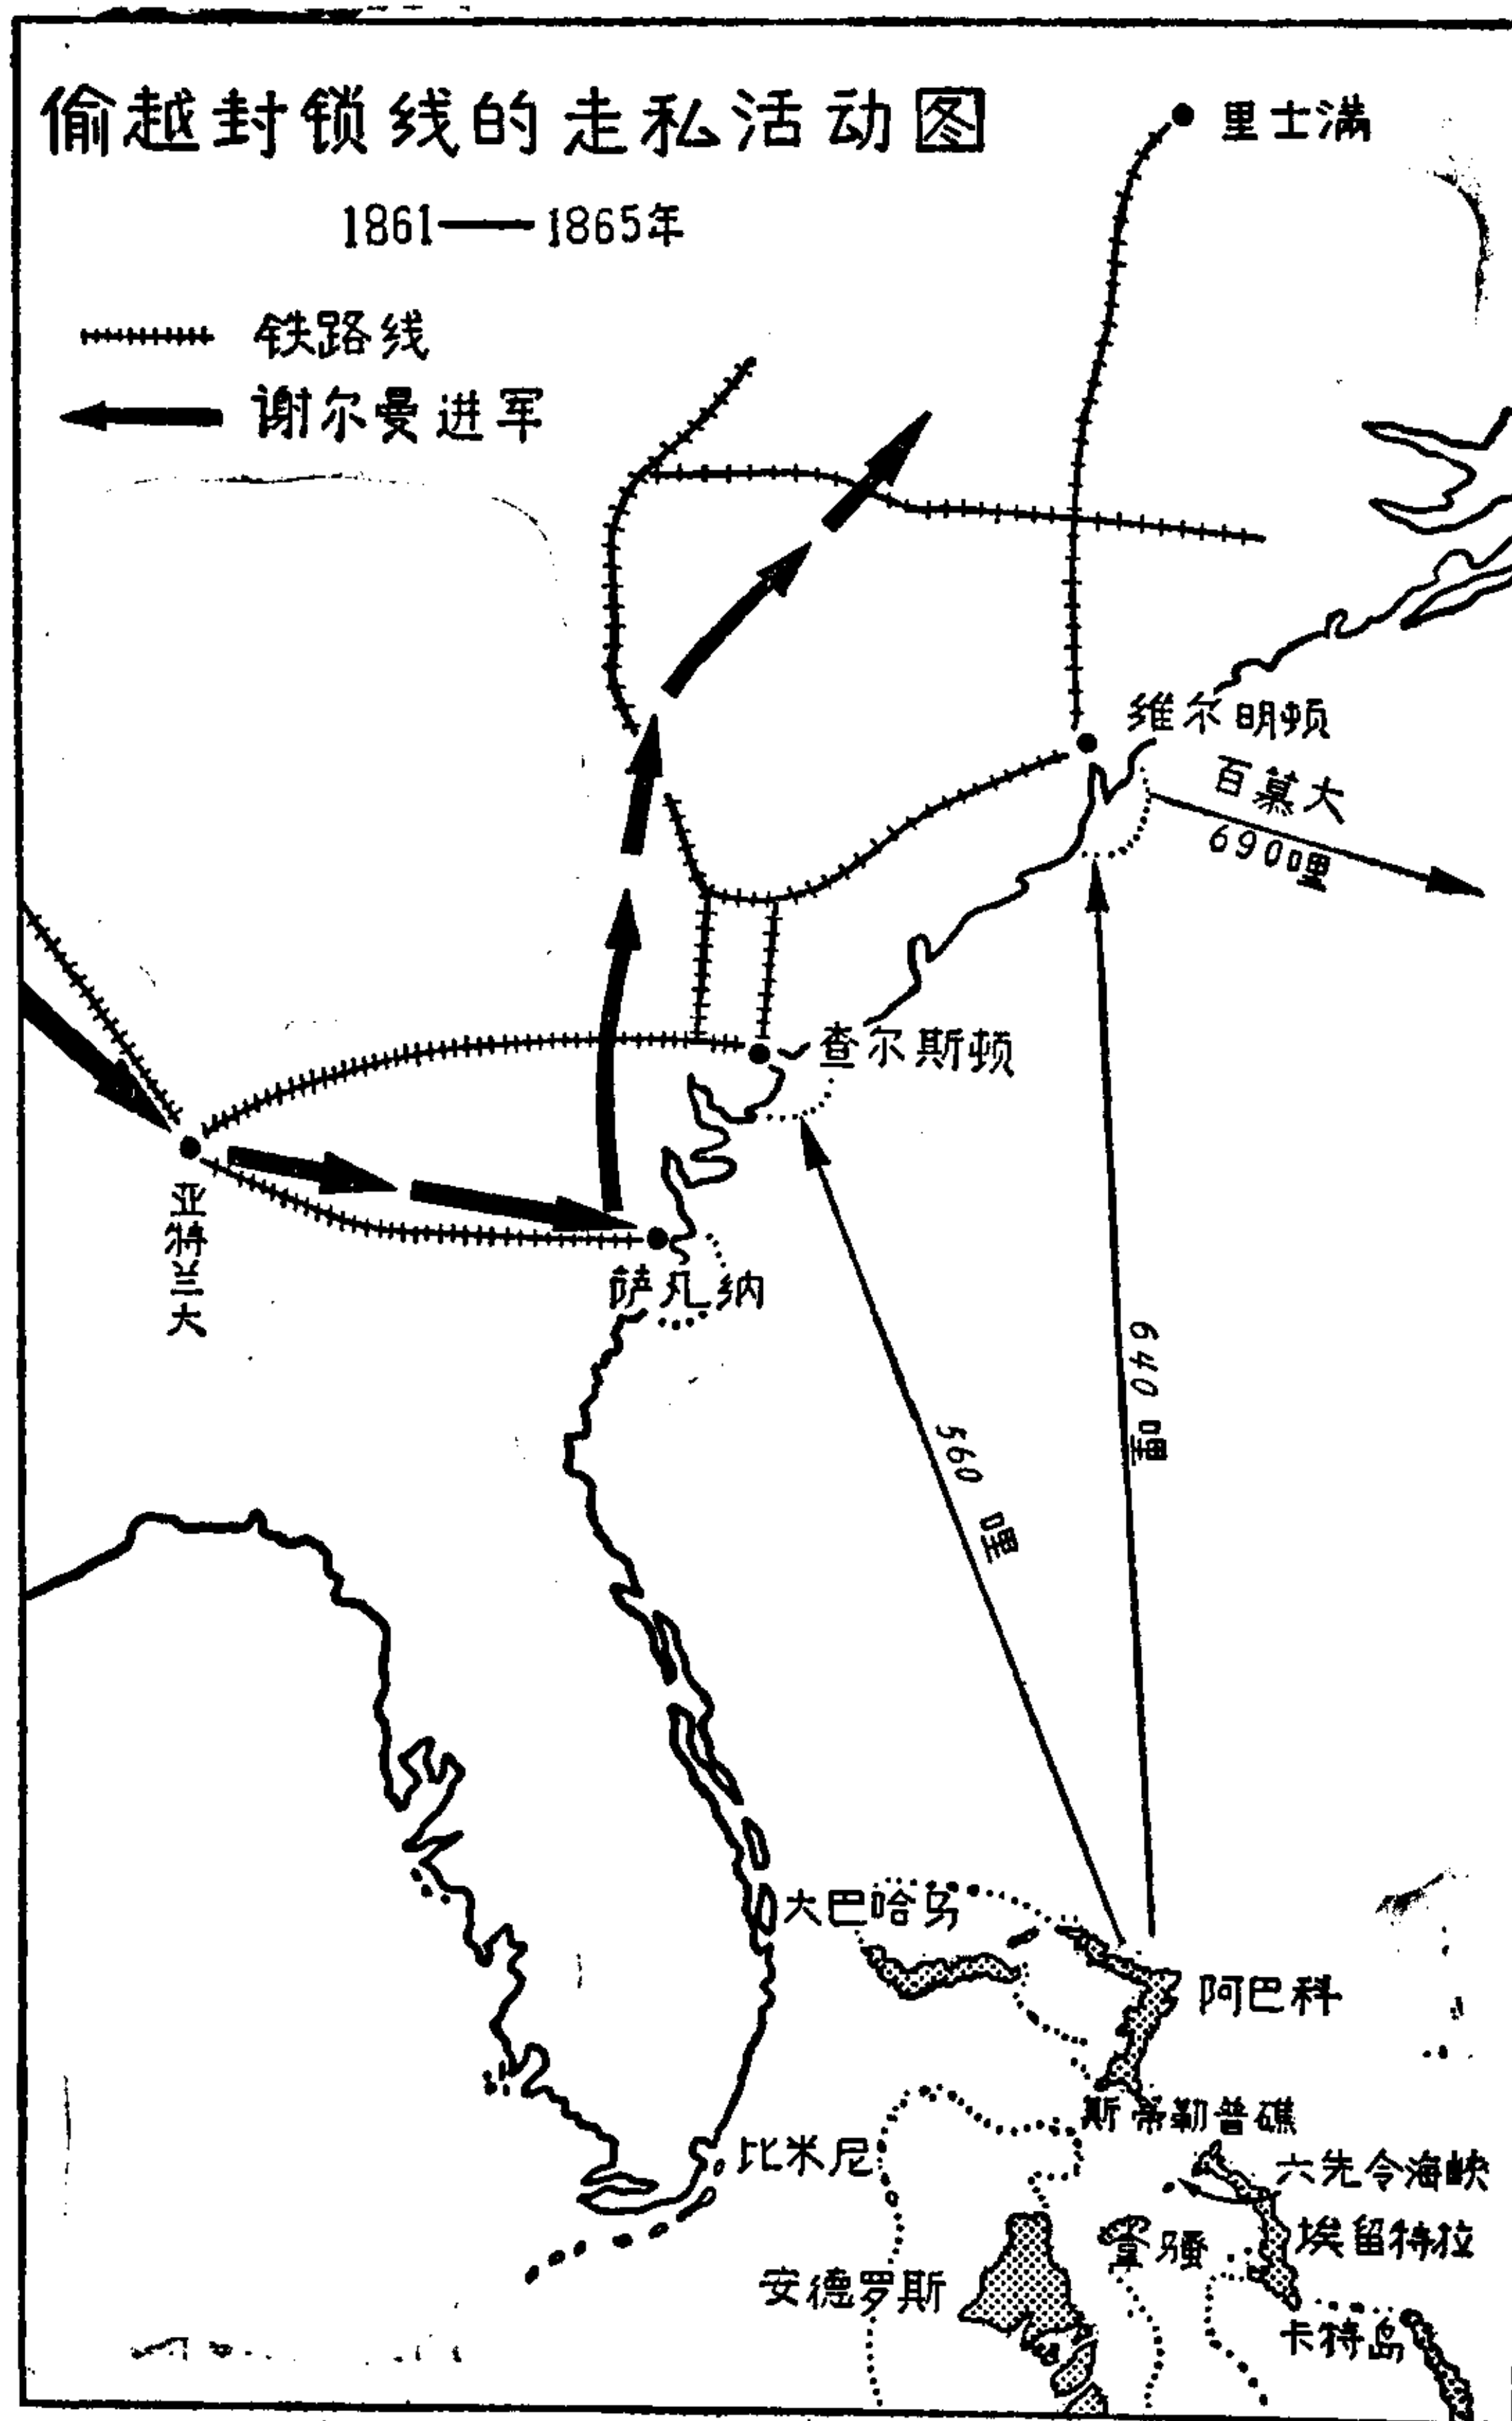 偷越封锁线的走私活动图
1861——1865年
铁路线
谢尔曼进军
里士满
维尔明顿
百慕大
690哩
查尔斯顿
亚特兰大
萨凡纳
640哩
560哩
大巴哈马
阿巴科
斯蒂勒普礁
比米尼
六先令海峡
埃留特拉
安德罗斯
卡特岛